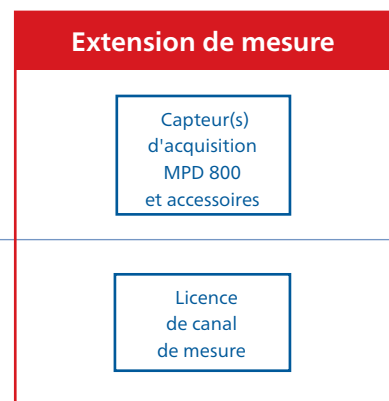 Extension de mesure
Capteur(s)
d'acquisition
MPD 800
et accessoires
Licence
de canal
de mesure